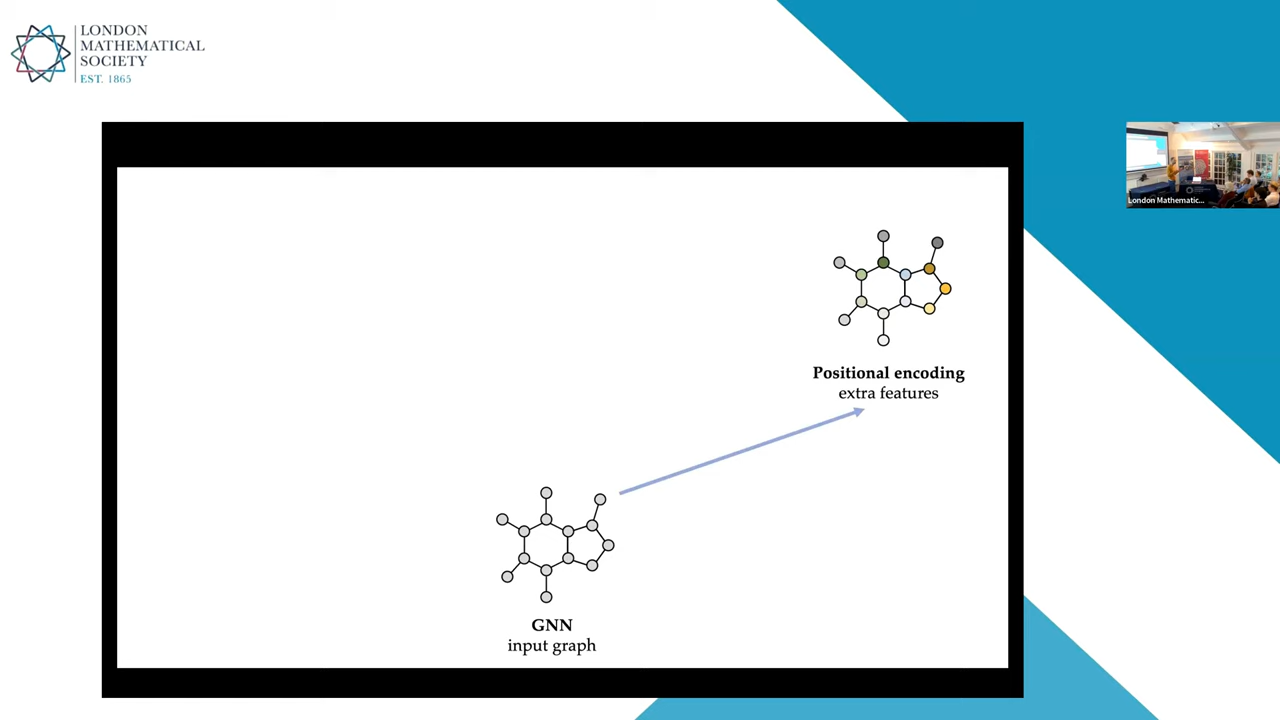 LONDON
MATHEMATICAL
SOCIETY
EST. 1865
London Mathematic...
Positional encoding
extra features
GNN
input graph